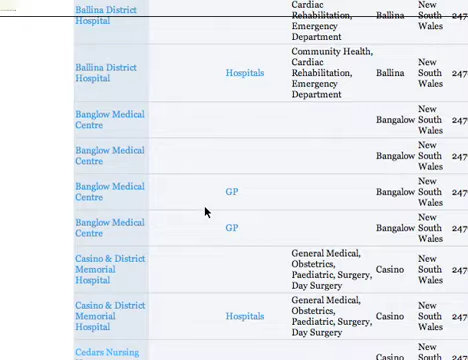 Ballina District Hospital Cardiac Rehabilitation, Emergency Department Ballina New South Wales 247
Ballina District Hospital Hospitals Community Health, Cardiac Rehabilitation, Emergency Department Ballina New South Wales 247
Banglow Medical Centre Bangalow New South Wales 247
Banglow Medical Centre Bangalow New South Wales 247
Banglow Medical Centre GP Bangalow New South Wales 247
Banglow Medical Centre GP Bangalow New South Wales 247
Casino & District Memorial Hospital General Medical, Obstetrics, Paediatric, Surgery, Day Surgery Casino New South Wales 247
Casino & District Memorial Hospital Hospitals General Medical, Obstetrics, Paediatric, Surgery, Day Surgery Casino New South Wales 247
Cedars Nursing New South